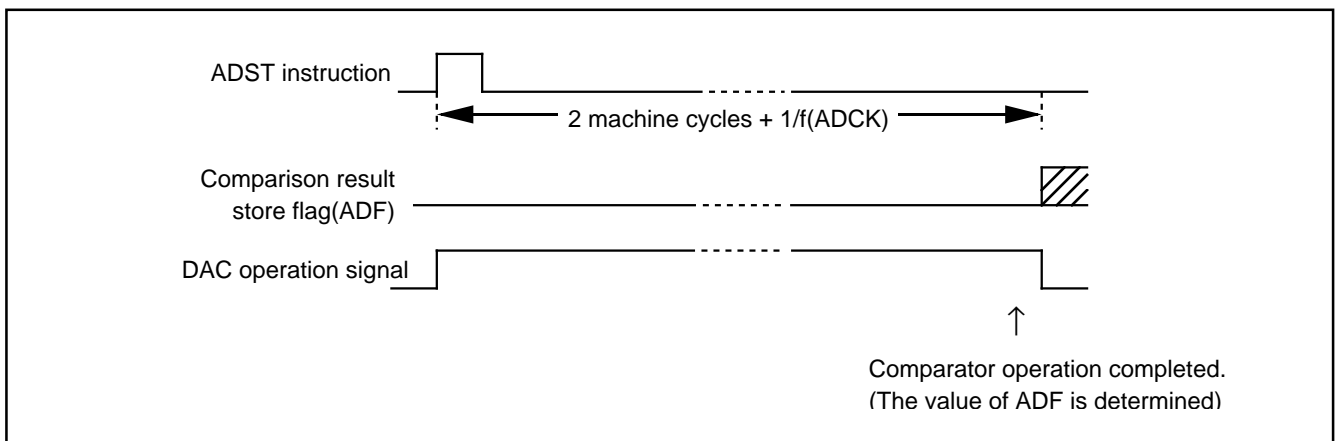 ADST instruction
2 machine cycles + 1/f(ADCK)
Comparison result
store flag(ADF)
DAC operation signal
↑
Comparator operation completed.
(The value of ADF is determined)